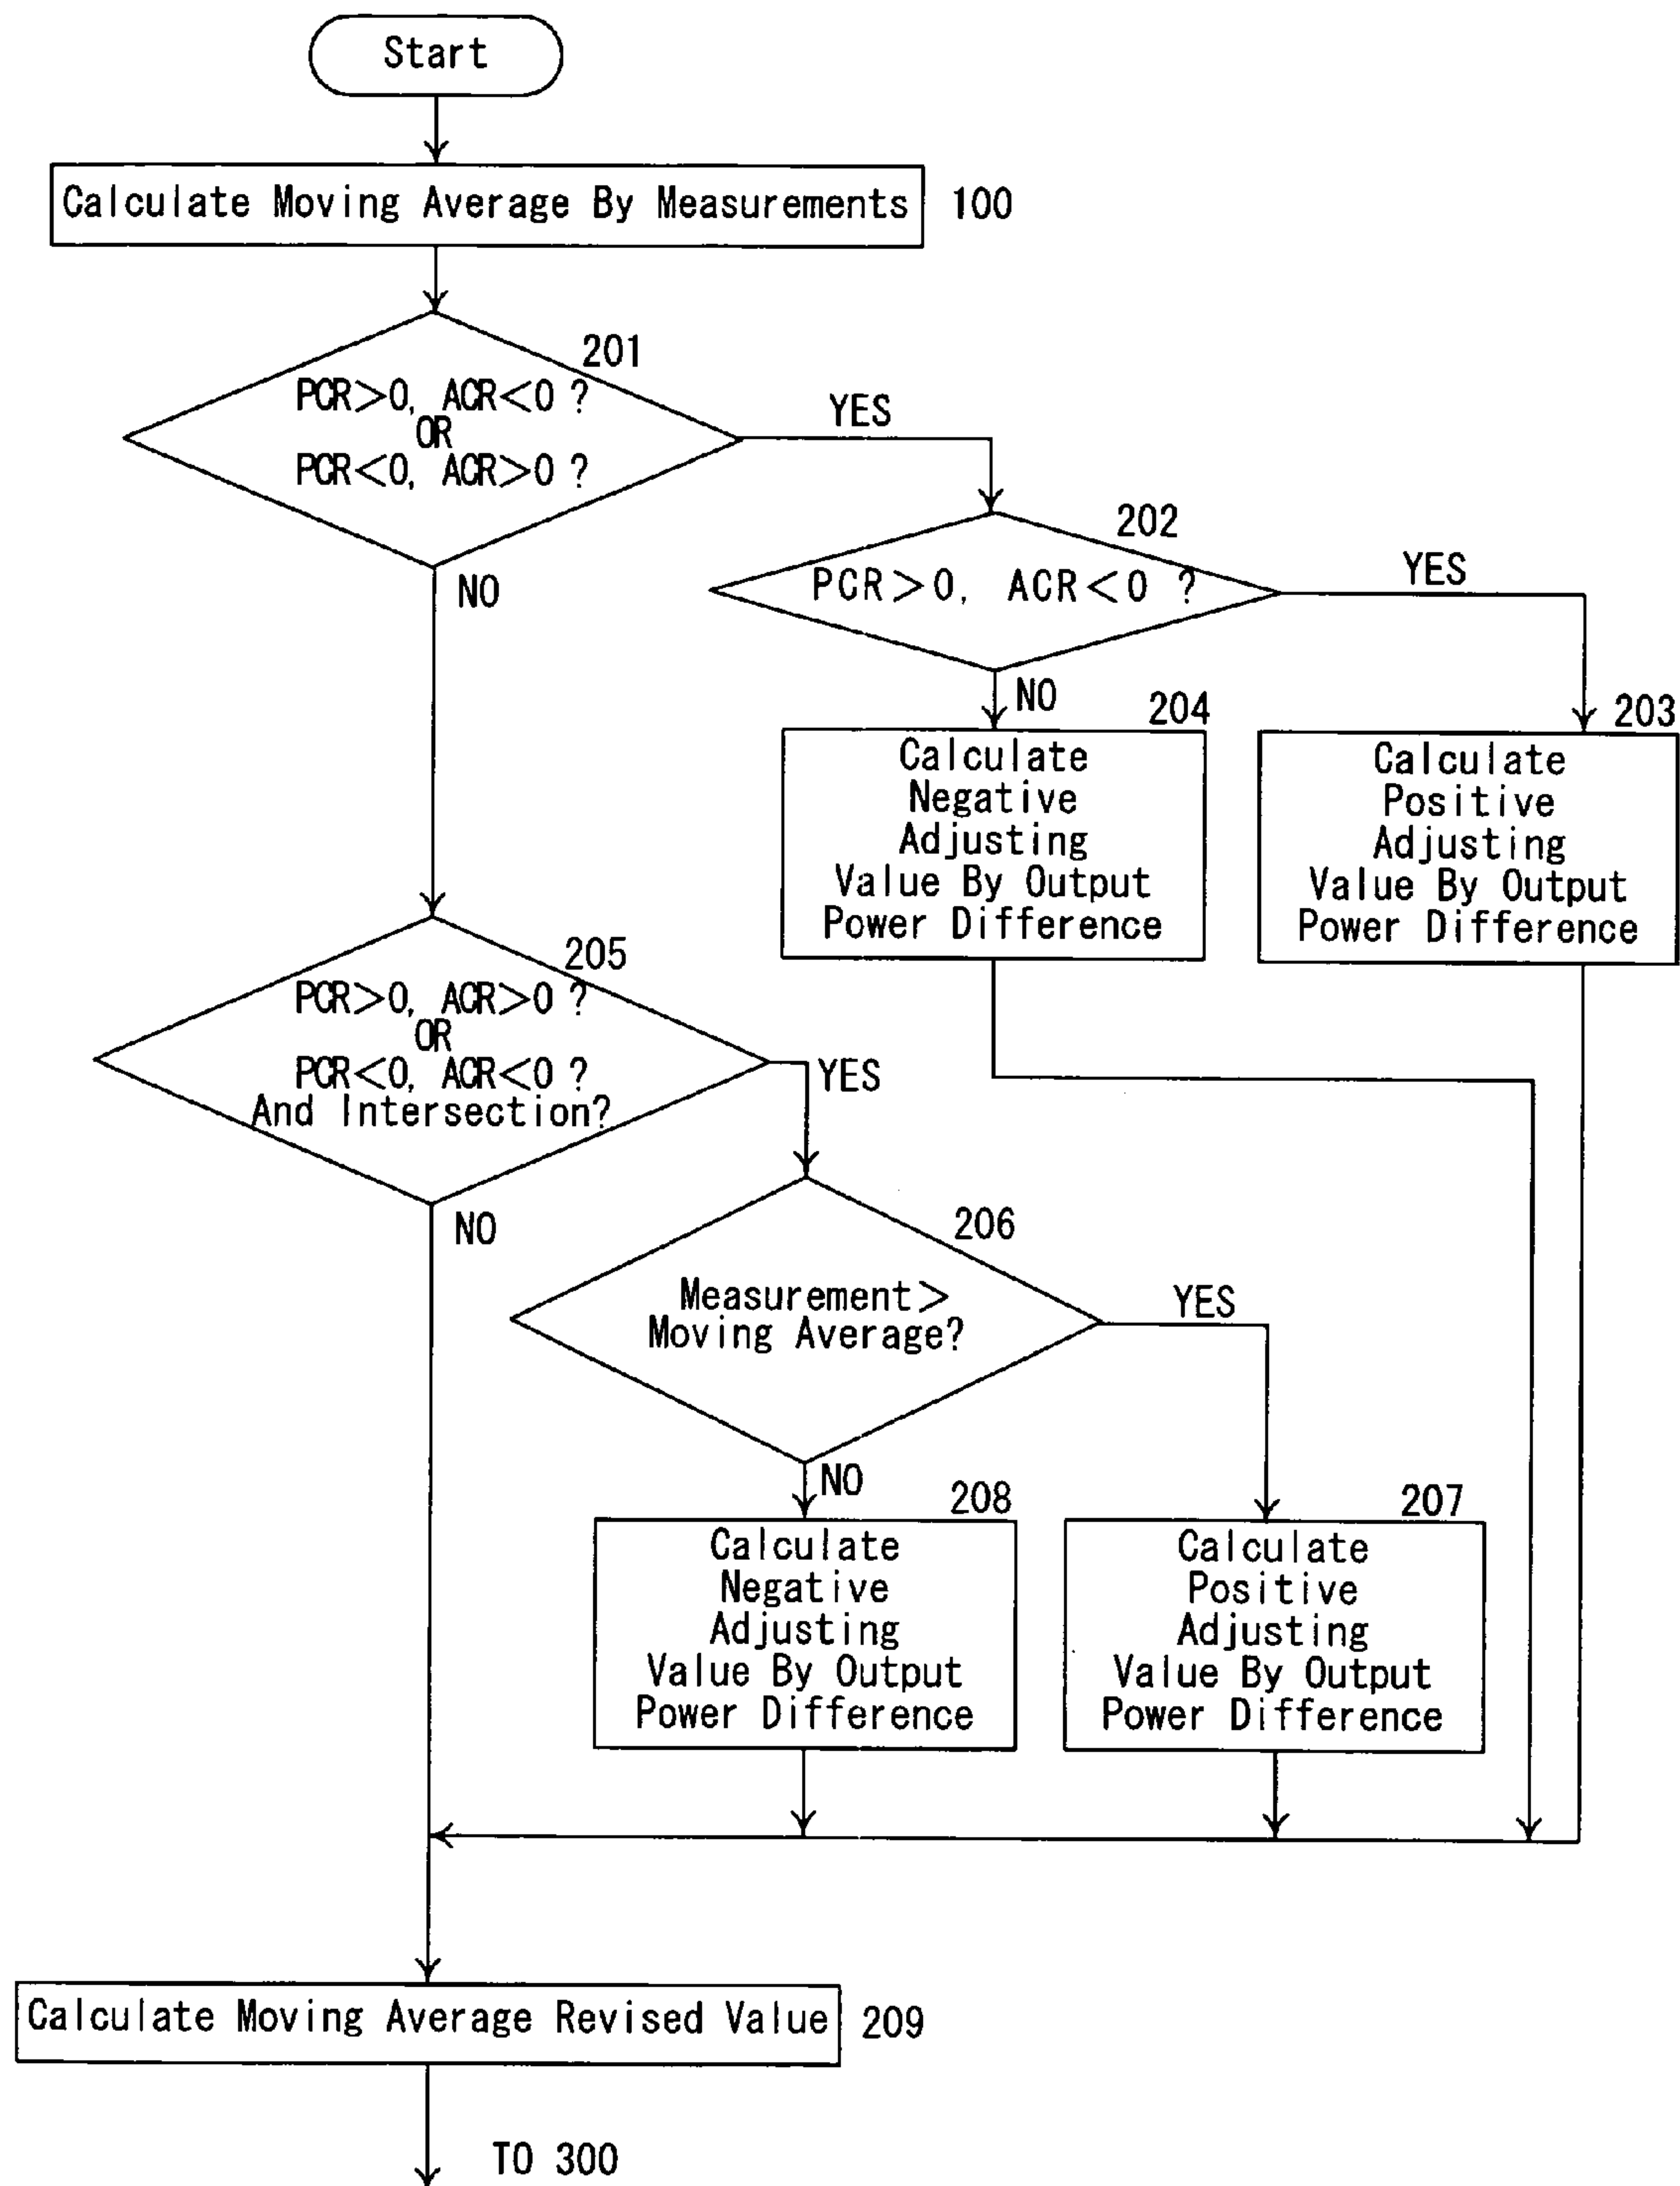 Start
Calculate Moving Average By Measurements 100
201
PCR>0, ACR<0 ?
OR
PCR<0, ACR>0 ?
YES
NO
202
PCR>0, ACR<0 ?
YES
NO
204
Calculate
Negative
Adjusting
Value By Output
Power Difference
203
Calculate
Positive
Adjusting
Value By Output
Power Difference
205
PCR>0, ACR>0 ?
OR
PCR<0, ACR<0 ?
And Intersection?
YES
NO
206
Measurement>
Moving Average?
YES
NO
208
Calculate
Negative
Adjusting
Value By Output
Power Difference
207
Calculate
Positive
Adjusting
Value By Output
Power Difference
Calculate Moving Average Revised Value 209
TO 300